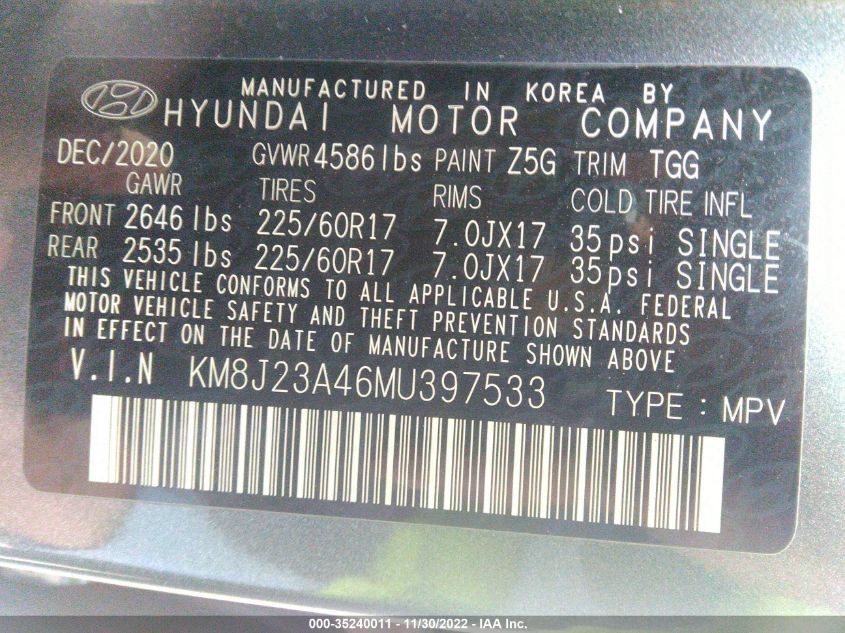 MANUFACTURED IN KOREA BY
HYUNDAI MOTOR COMPANY
DEC/2020 GVWR 4586 lbs PAINT Z5G TRIM TGG
GAWR TIRES RIMS COLD TIRE INFL
FRONT 2646 lbs 225/60R17 7.0JX17 35psi SINGLE
REAR 2535 lbs 225/60R17 7.0JX17 35psi SINGLE
THIS VEHICLE CONFORMS TO ALL APPLICABLE U.S.A. FEDERAL
MOTOR VEHICLE SAFETY AND THEFT PREVENTION STANDARDS
IN EFFECT ON THE DATE OF MANUFACTURE SHOWN ABOVE
V.I.N KM8J23A46MU397533 TYPE : MPV
000-35240011 - 11/30/2022 - IAA Inc.